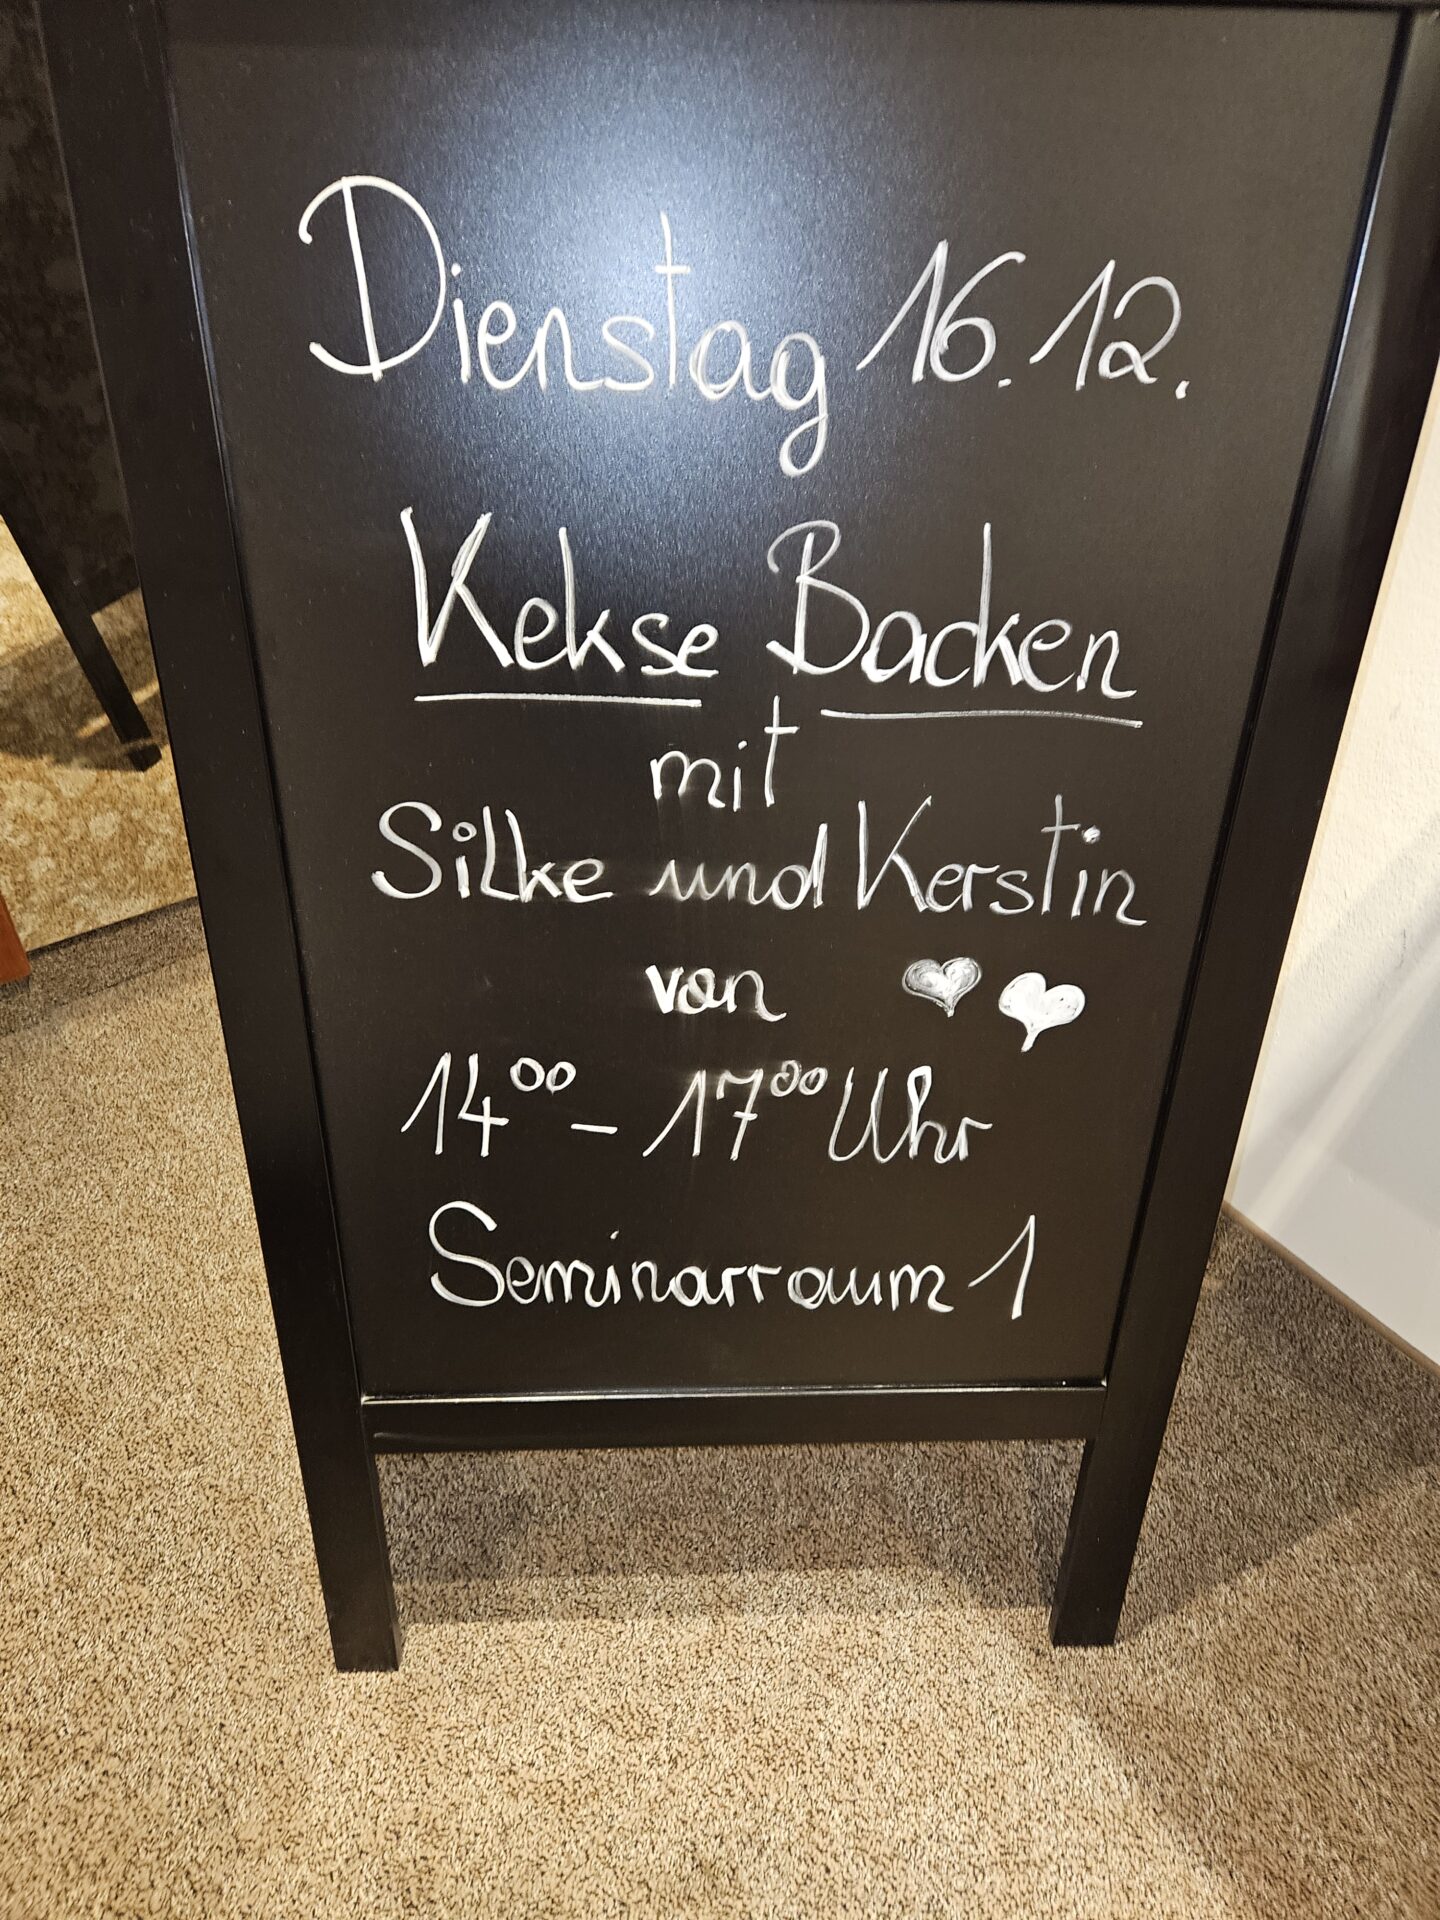 Dienstag 16.12.
Kekse Backen
mit
Silke und Kerstin
von
14⁰⁰ - 17⁰⁰ Uhr
Seminarraum 1